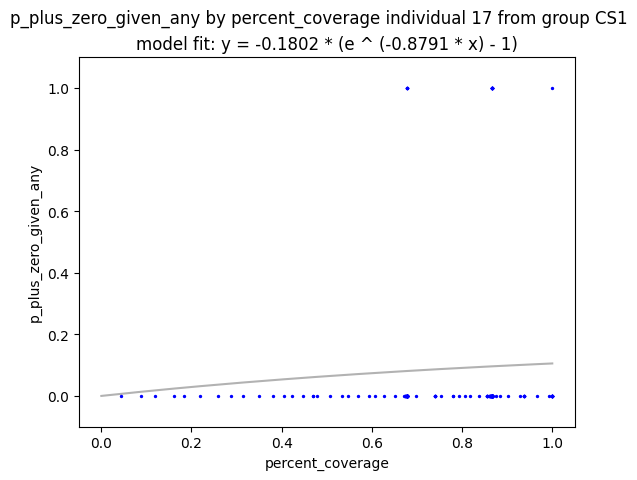 p_plus_zero_given_any by percent_coverage individual 17 from group CS1
model fit: y = -0.1802 * (e ^ (-0.8791 * x) - 1)
1.0
0.8
0.6
0.4
0.2
0.0
p_plus_zero_given_any
0.0 0.2 0.4 0.6 0.8 1.0
percent_coverage